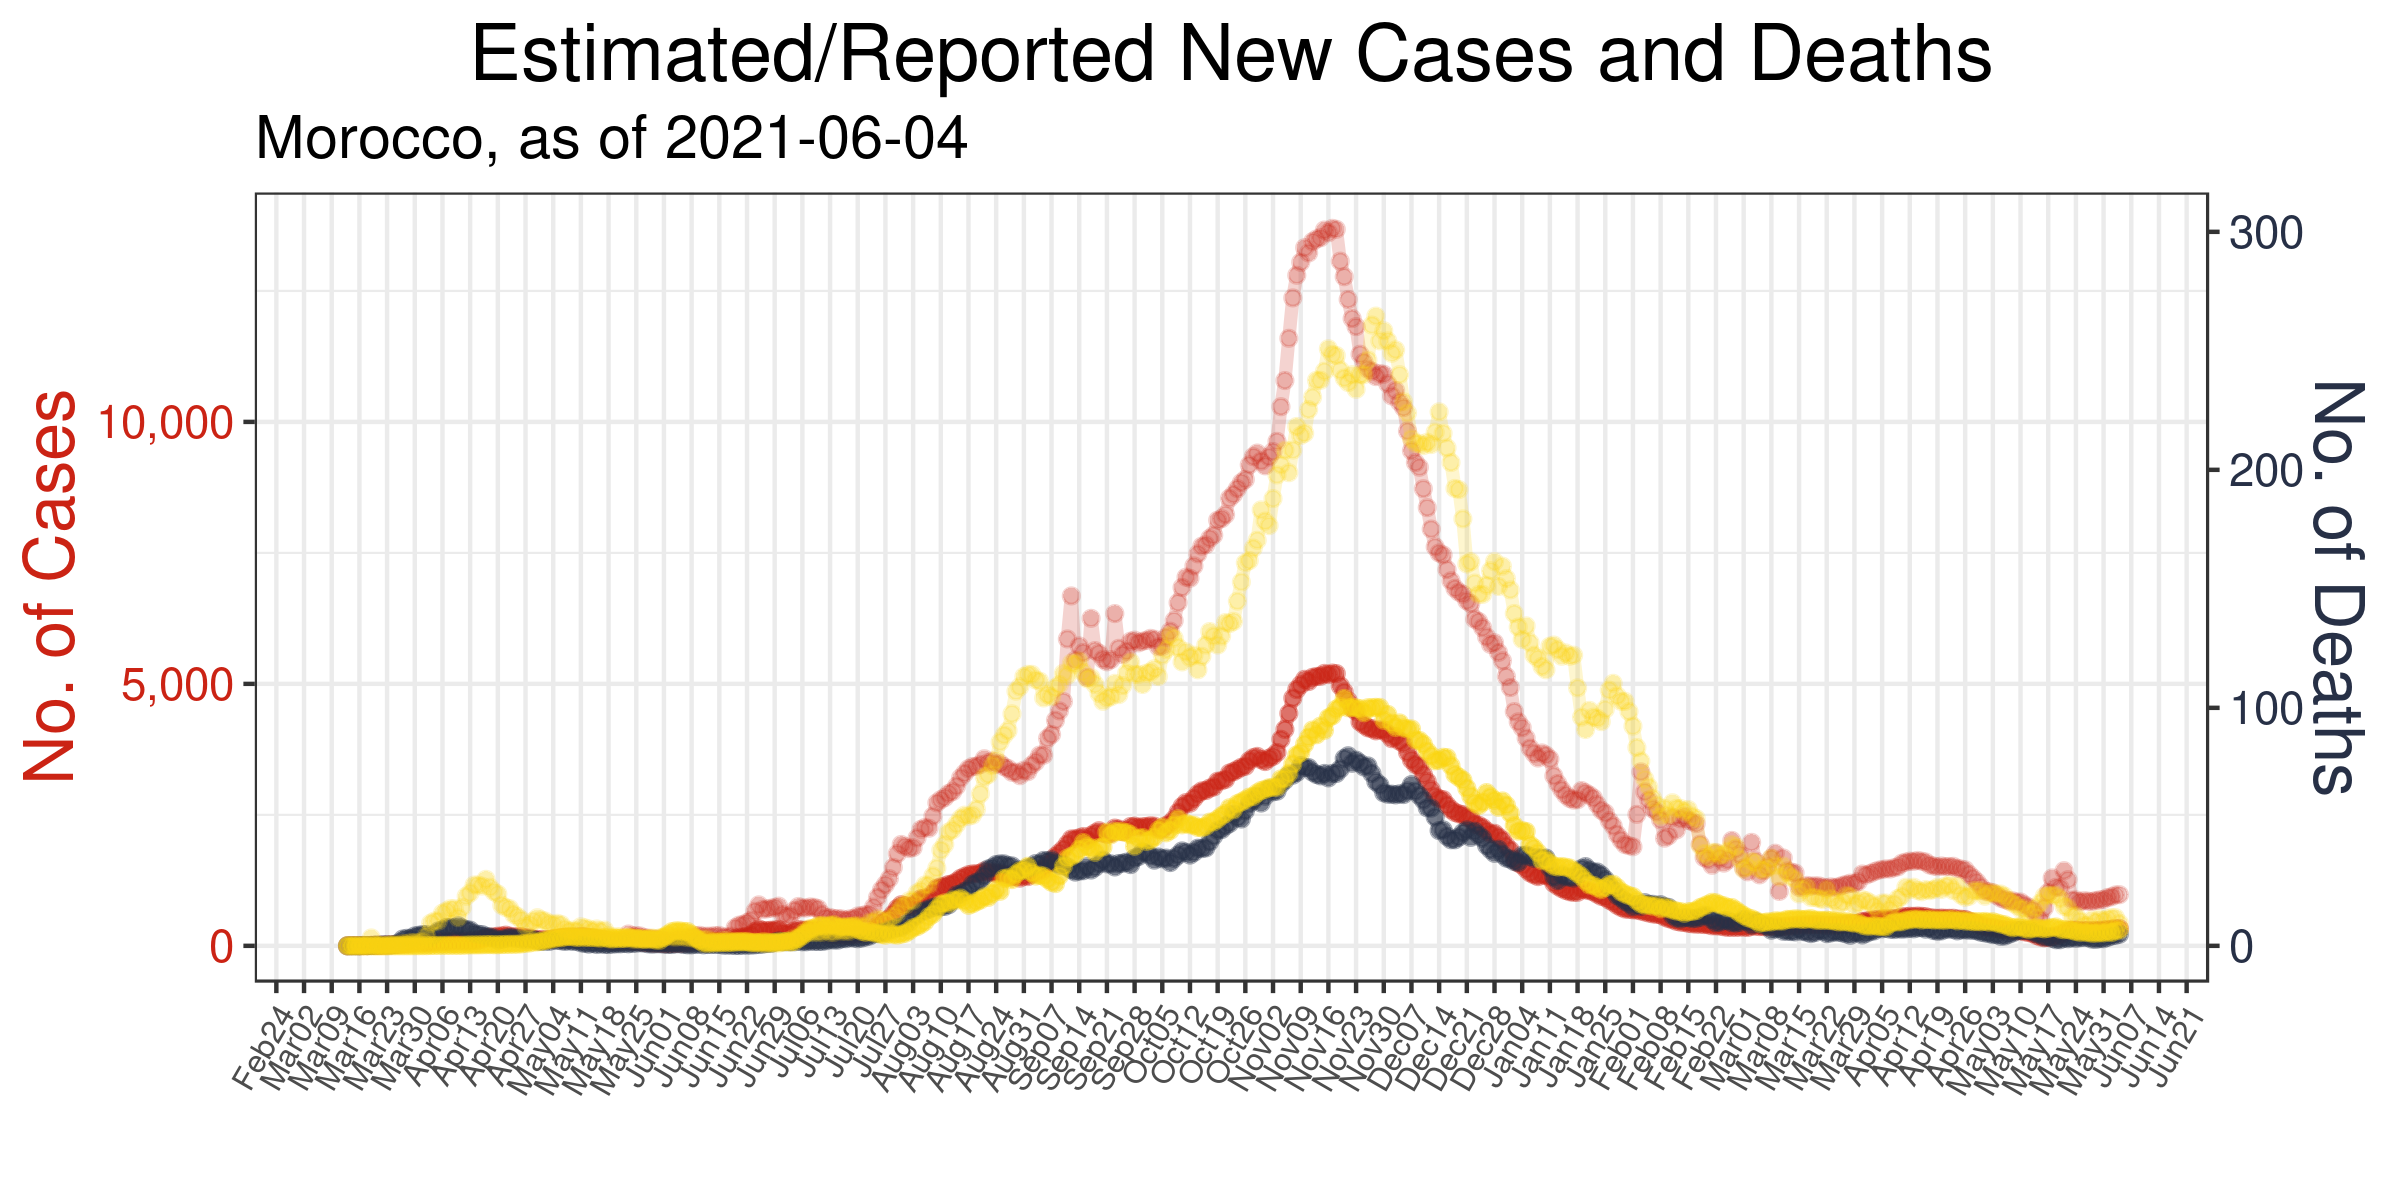 Estimated/Reported New Cases and Deaths
Morocco, as of 2021-06-04
No. of Cases
10,000
5,000
0
300
200
100
0
No. of Deaths
Feb24 Mar02 Mar09 Mar16 Mar23 Mar30 Apr06 Apr13 Apr20 Apr27 May04 May11 May18 May25 Jun01 Jun08 Jun15 Jun22 Jun29 Jul06 Jul13 Jul20 Jul27 Aug03 Aug10 Aug17 Aug24 Aug31 Sep07 Sep14 Sep21 Sep28 Oct05 Oct12 Oct19 Oct26 Nov02 Nov09 Nov16 Nov23 Nov30 Dec07 Dec14 Dec21 Dec28 Jan04 Jan11 Jan18 Jan25 Feb01 Feb08 Feb15 Feb22 Mar01 Mar08 Mar15 Mar22 Mar29 Apr05 Apr12 Apr19 Apr26 May03 May10 May17 May24 May31 Jun07 Jun14 Jun21